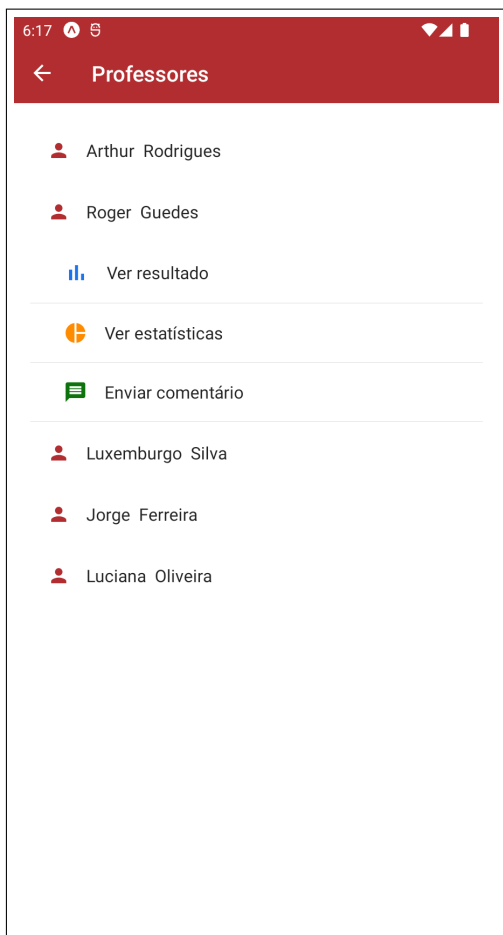 6:17
Professores
Arthur Rodrigues
Roger Guedes
Ver resultado
Ver estatísticas
Enviar comentário
Luxemburgo Silva
Jorge Ferreira
Luciana Oliveira